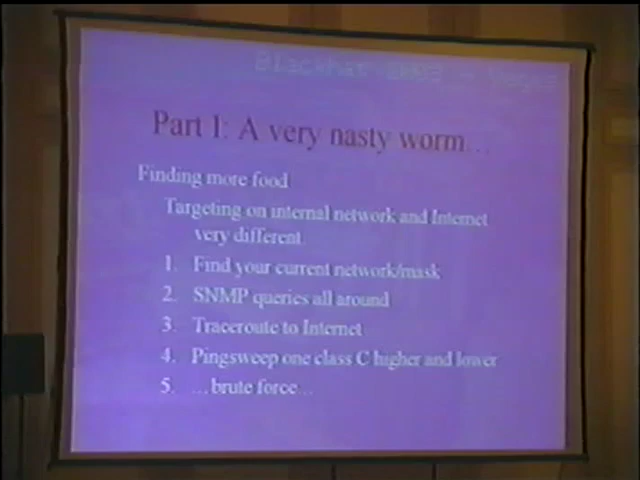 Part 1: A very nasty worm…
Finding more food
Targeting on internal network and Internet
very different
1. Find your current network/mask
2. SNMP queries all around
3. Traceroute to Internet
4. Pingsweep one class C higher and lower
5. …brute force…